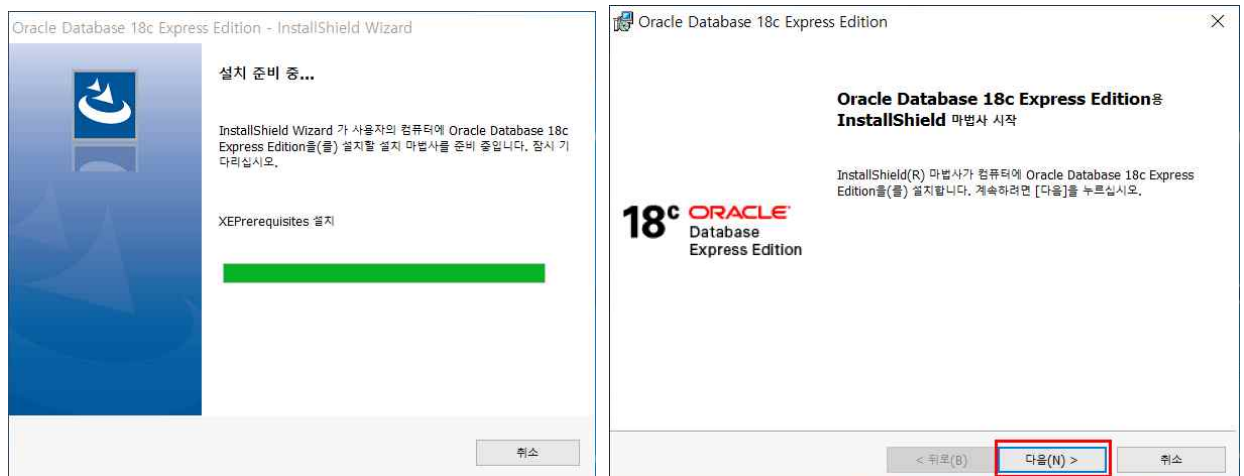 Oracle Database 18c Express Edition - InstallShield Wizard
설치 준비 중...
InstallShield Wizard 가 사용자의 컴퓨터에 Oracle Database 18c
Express Edition을(를) 설치할 설치 마법사를 준비 중입니다. 잠시 기
다리십시오.
XEPrerequisites 설치
취소
Oracle Database 18c Express Edition
Oracle Database 18c Express Edition용
InstallShield 마법사 시작
InstallShield(R) 마법사가 컴퓨터에 Oracle Database 18c Express
Edition을(를) 설치합니다. 계속하려면 [다음]을 누르십시오.
18c ORACLE
Database
Express Edition
< 뒤로(B) 다음(N) > 취소